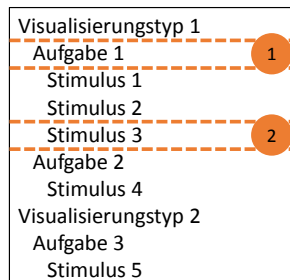 Visualisierungstyp 1
Aufgabe 1
1
Stimulus 1
Stimulus 2
Stimulus 3
2
Aufgabe 2
Stimulus 4
Visualisierungstyp 2
Aufgabe 3
Stimulus 5